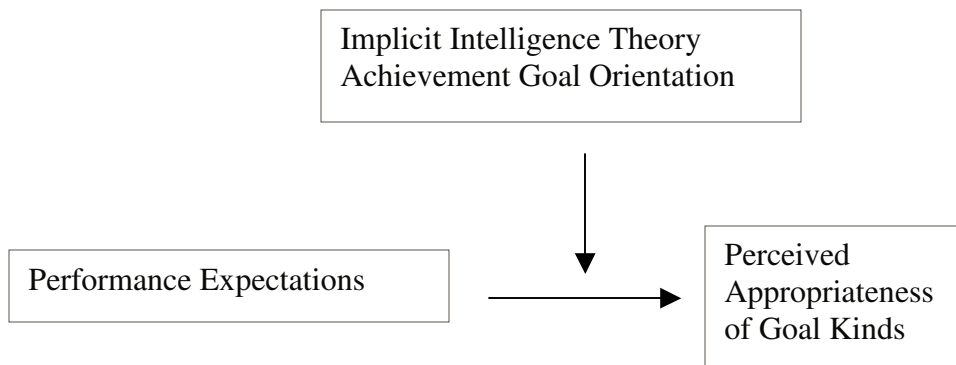 Implicit Intelligence Theory
Achievement Goal Orientation
Performance Expectations
Perceived
Appropriateness
of Goal Kinds